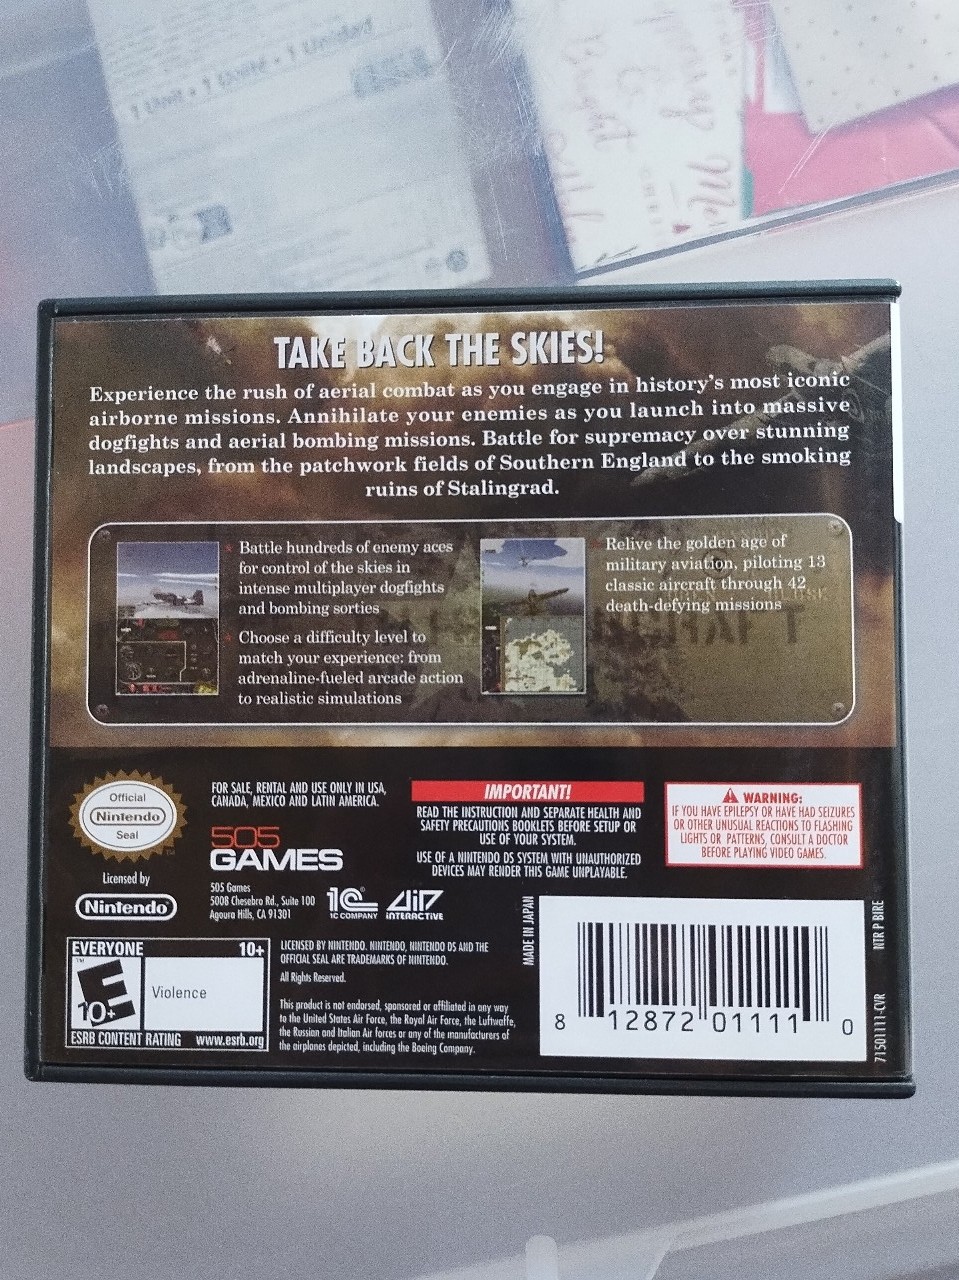 1 Unit • 1 Unité • 1 Unidad
TAKE BACK THE SKIES!
Experience the rush of aerial combat as you engage in history's most iconic
airborne missions. Annihilate your enemies as you launch into massive
dogfights and aerial bombing missions. Battle for supremacy over stunning
landscapes, from the patchwork fields of Southern England to the smoking
ruins of Stalingrad.
Battle hundreds of enemy aces
for control of the skies in
intense multiplayer dogfights
and bombing sorties
Choose a difficulty level to
match your experience: from
adrenaline-fueled arcade action
to realistic simulations
Relive the golden age of
military aviation, piloting 13
classic aircraft through 42
death-defying missions
Official
Nintendo
Seal
TM
Licensed by
Nintendo
FOR SALE, RENTAL AND USE ONLY IN USA,
CANADA, MEXICO AND LATIN AMERICA.
505
GAMES
505 Games
5008 Chesebro Rd., Suite 100
Agoura Hills, CA 91301
1C
1C COMPANY
AiR
INTERACTIVE
IMPORTANT!
READ THE INSTRUCTION AND SEPARATE HEALTH AND
SAFETY PRECAUTIONS BOOKLETS BEFORE SETUP OR
USE OF YOUR SYSTEM.
USE OF A NINTENDO DS SYSTEM WITH UNAUTHORIZED
DEVICES MAY RENDER THIS GAME UNPLAYABLE.
WARNING:
IF YOU HAVE EPILEPSY OR HAVE HAD SEIZURES
OR OTHER UNUSUAL REACTIONS TO FLASHING
LIGHTS OR PATTERNS, CONSULT A DOCTOR
BEFORE PLAYING VIDEO GAMES.
EVERYONE 10+
E
10+
Violence
ESRB CONTENT RATING www.esrb.org
LICENSED BY NINTENDO. NINTENDO, NINTENDO DS AND THE
OFFICIAL SEAL ARE TRADEMARKS OF NINTENDO.
All Rights Reserved.
This product is not endorsed, sponsored or affiliated in any way
to the United States Air Force, the Royal Air Force, the Luftwaffe,
the Russian and Italian Air forces or any of the manufacturers of
the airplanes depicted, including the Boeing Company.
MADE IN JAPAN
8 12872 01111 0
NTR P BIRE
71501111-CVR